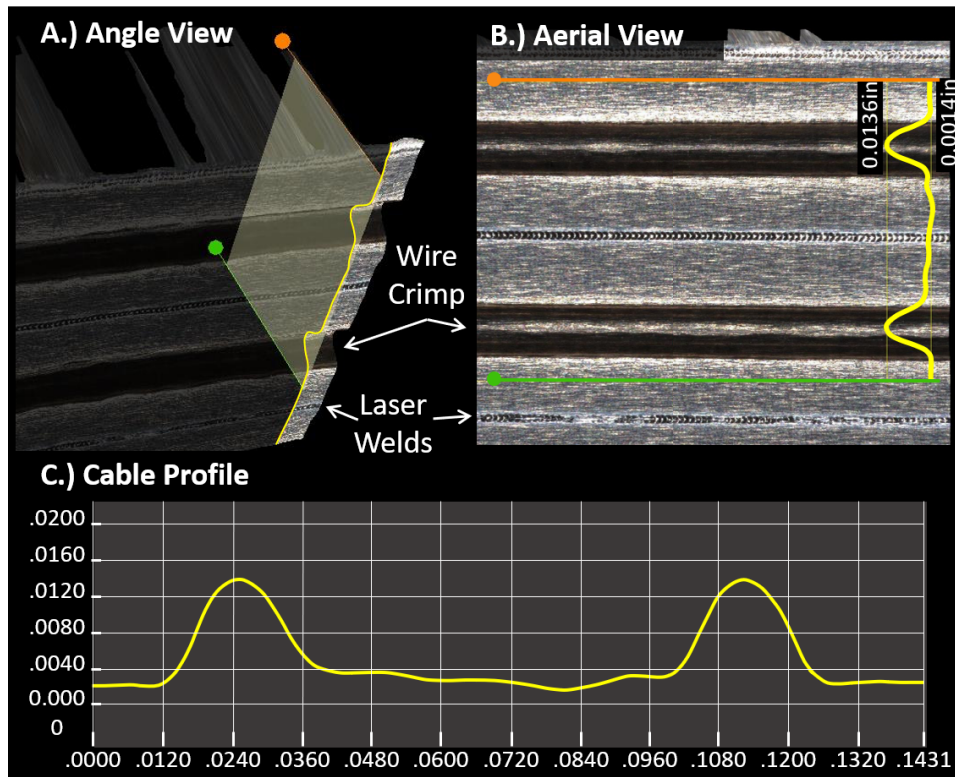 A.) Angle View
B.) Aerial View
0.0136in
0.0014in
Wire
Crimp
Laser
Welds
C.) Cable Profile
.0200
.0160
.0120
.0080
.0040
0.000
0
.0000 .0120 .0240 .0360 .0480 .0600 .0720 .0840 .0960 .1080 .1200 .1320 .1431